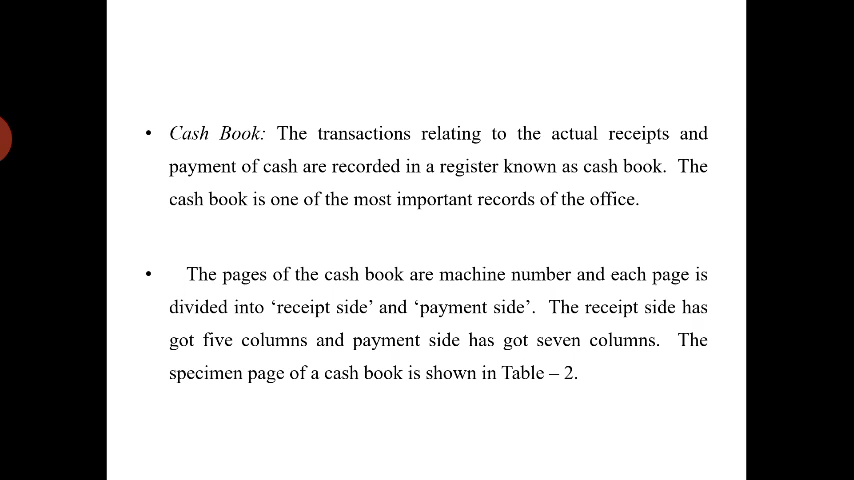 • Cash Book: The transactions relating to the actual receipts and
payment of cash are recorded in a register known as cash book. The
cash book is one of the most important records of the office.
• The pages of the cash book are machine number and each page is
divided into ‘receipt side’ and ‘payment side’. The receipt side has
got five columns and payment side has got seven columns. The
specimen page of a cash book is shown in Table – 2.